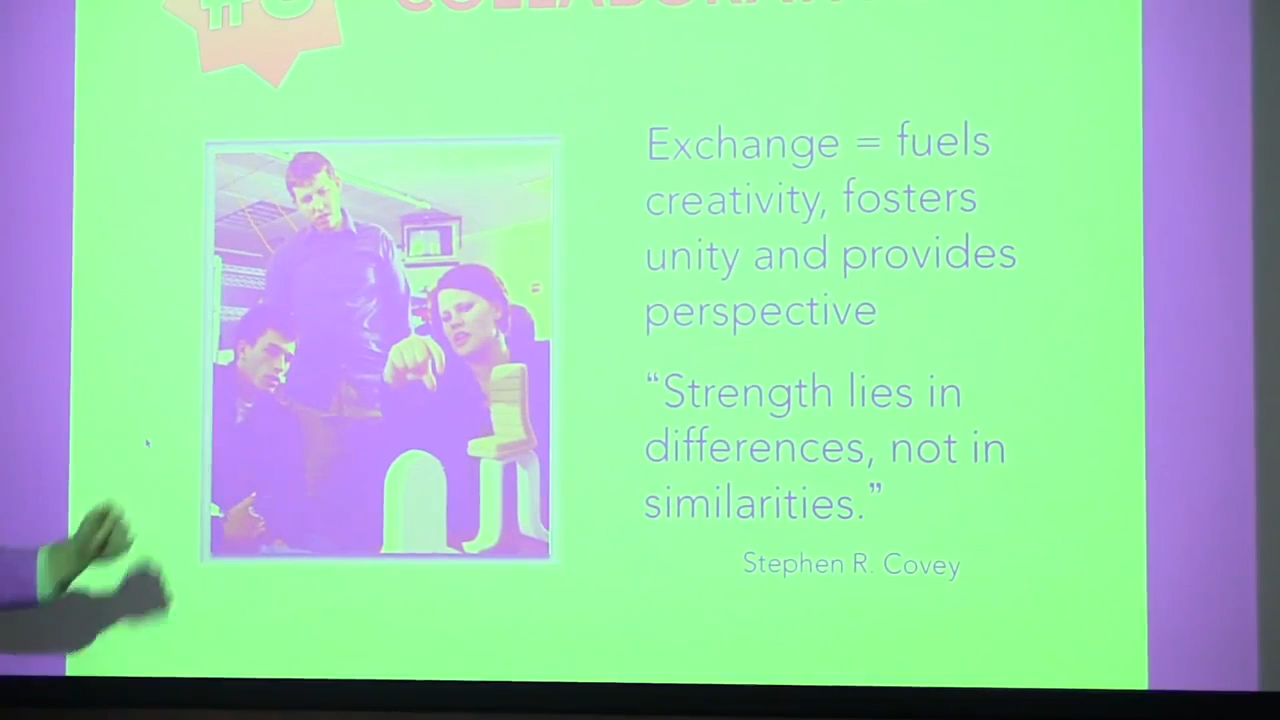 Exchange = fuels
creativity, fosters
unity and provides
perspective
“Strength lies in
differences, not in
similarities.”
Stephen R. Covey